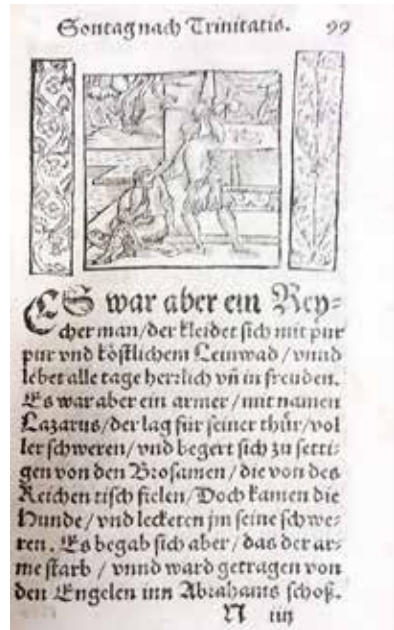 Sontag nach Trinitatis. 99
ES war aber ein Rey-
cher man/der kleidet sich mit pur
pur vnd köstlichem Leinwad/vnnd
lebet alle tage herrlich vñ in freuden.
Es war aber ein armer/mit namen
Lazarus/der lag für seiner thür/vol
ler schweren/vnd begert sich zu setti-
gen von den Brosamen/die von des
Reichen tisch fielen/Doch kamen die
Hunde/vnd lecketen jm seine schwe-
ren. Es begab sich aber/das der ar-
me starb/vnnd ward getragen von
den Engelen inn Abrahams schoß.
N iiij